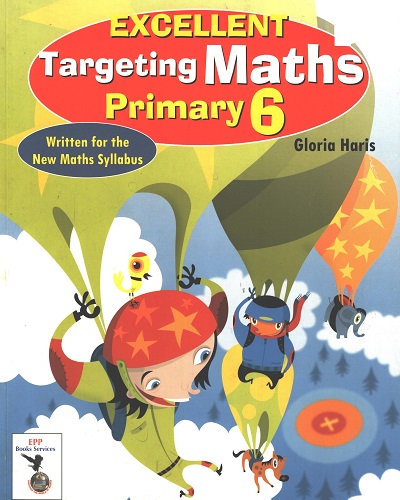 EXCELLENT
Targeting Maths
Primary 6
Written for the
New Maths Syllabus
Gloria Haris
EPP
Books Services